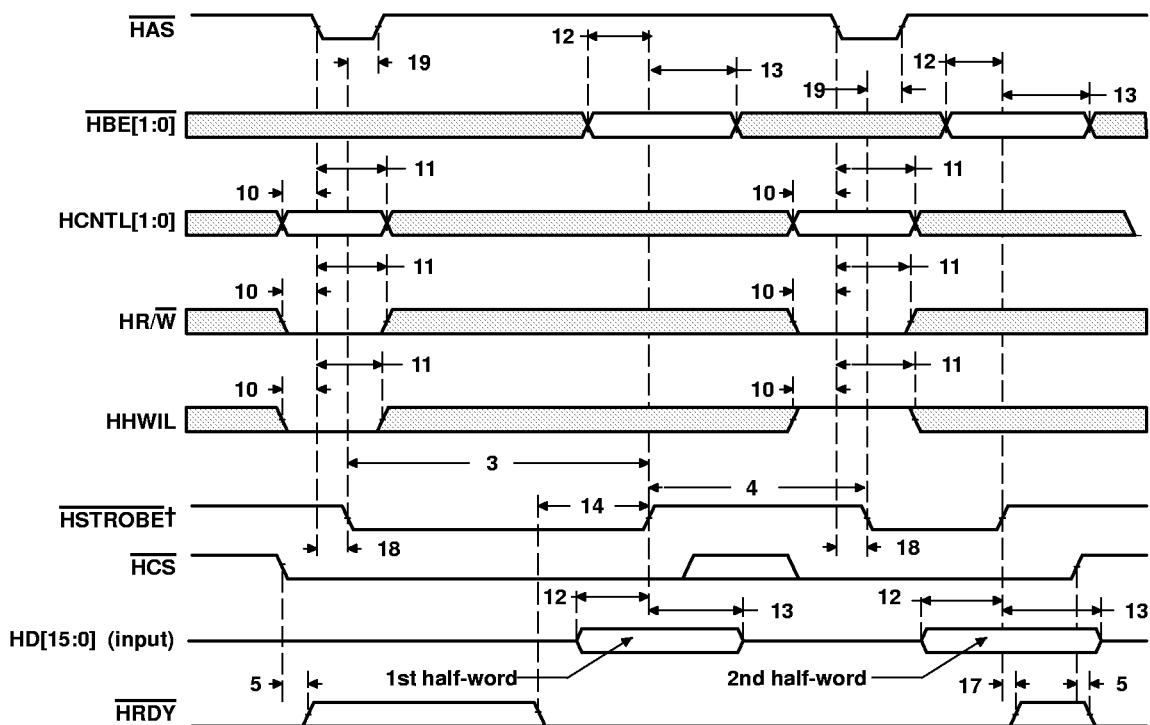 HAS
12
12
19
13
19
13
HBE[1:0]
11
11
10
10
HCNTL[1:0]
11
11
10
10
HR/W
11
11
10
10
HHWIL
3
4
14
HSTROBE†
18
18
HCS
12
12
13
13
HD[15:0] (input)
1st half-word
2nd half-word
5
17
5
HRDY